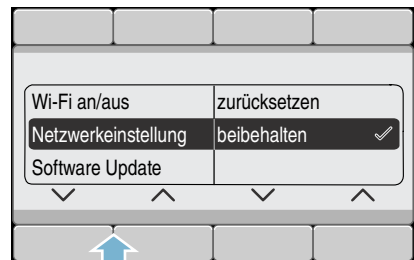 Wi-Fi an/aus zurücksetzen
Netzwerkeinstellung beibehalten
Software Update